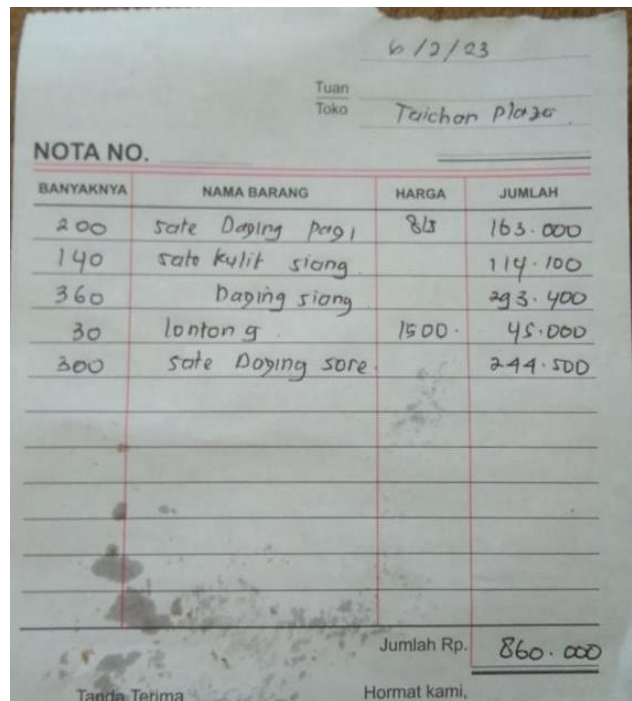 6/2/23
Tuan
Toko Taichan Plaza
NOTA NO.
BANYAKNYA NAMA BARANG HARGA JUMLAH
200 sate Daging pagi 815 163.000
140 sate kulit siang 114.100
360 Daging siang 293.400
30 lontong 1500. 45.000
300 sate Daging sore 244.500
Jumlah Rp. 860.000
Tanda Terima Hormat kami,